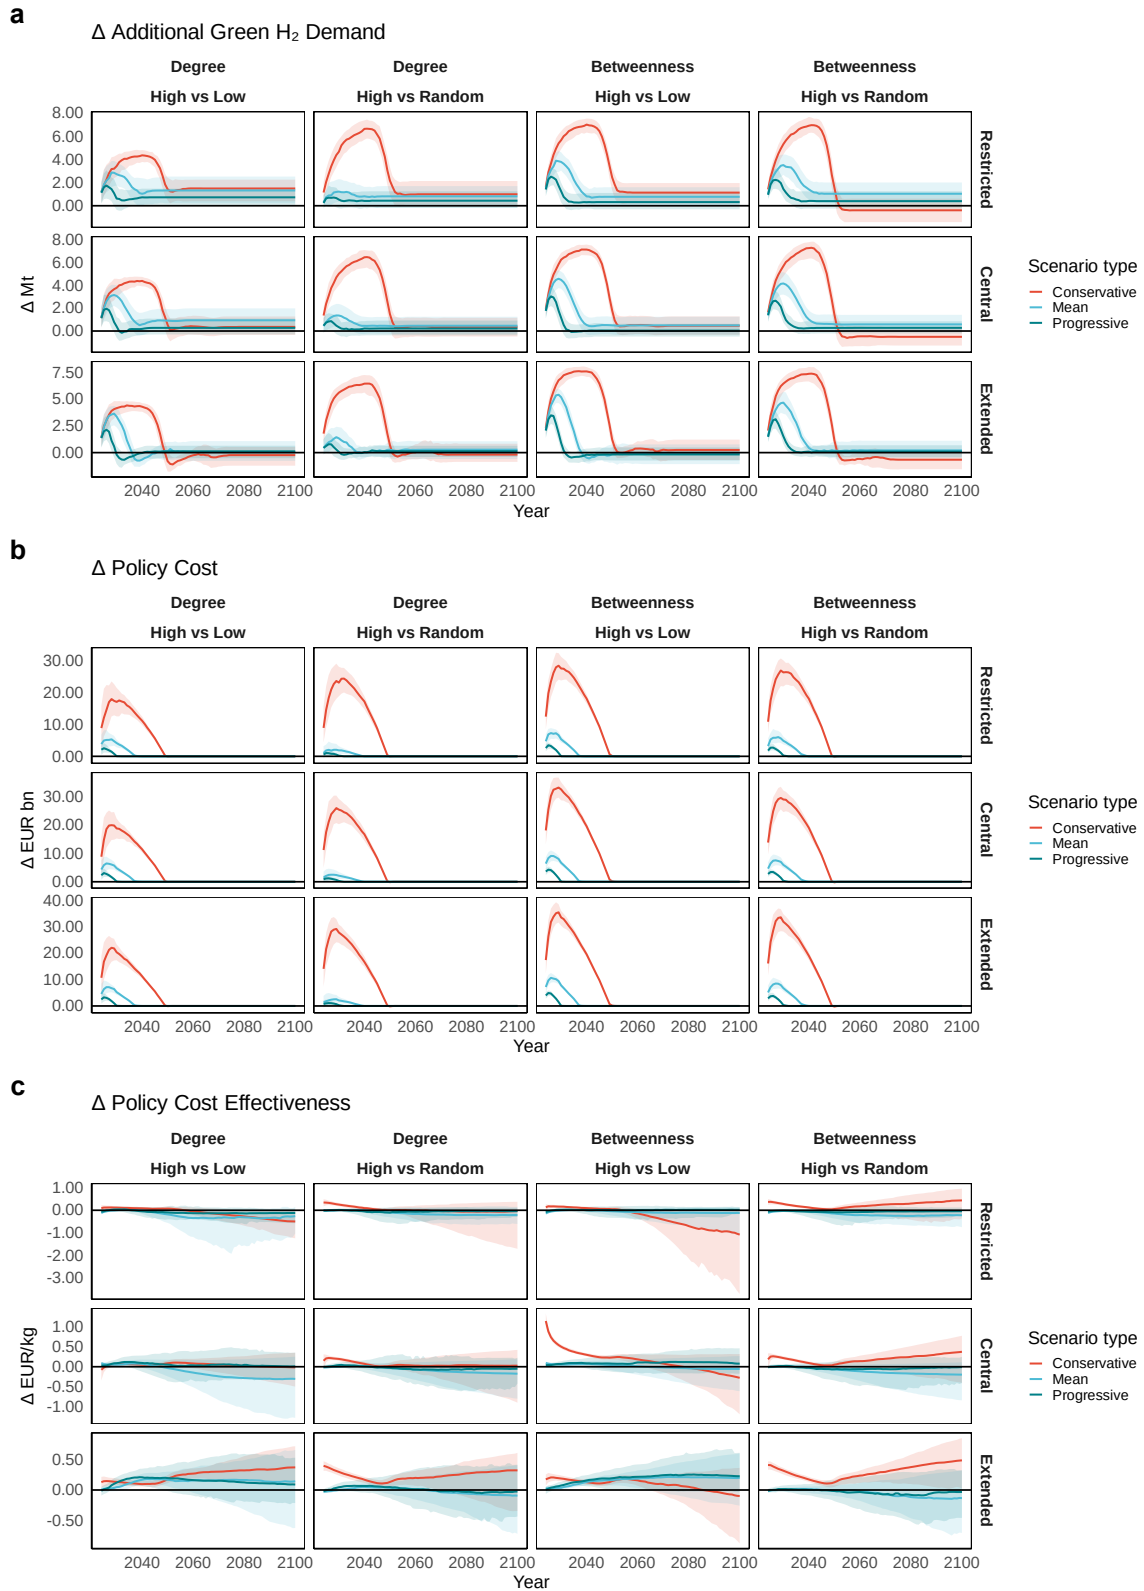 a
Δ Additional Green H₂ Demand
Degree Degree Betweenness Betweenness
High vs Low High vs Random High vs Low High vs Random
8.00
6.00
4.00
2.00
0.00
Restricted
8.00
6.00
4.00
2.00
0.00
Central
Δ Mt
7.50
5.00
2.50
0.00
Extended
2040 2060 2080 2100 2040 2060 2080 2100 2040 2060 2080 2100 2040 2060 2080 2100
Year
Scenario type
Conservative
Mean
Progressive
b
Δ Policy Cost
Degree Degree Betweenness Betweenness
High vs Low High vs Random High vs Low High vs Random
30.00
20.00
10.00
0.00
Restricted
30.00
20.00
10.00
0.00
Central
Δ EUR bn
40.00
30.00
20.00
10.00
0.00
Extended
2040 2060 2080 2100 2040 2060 2080 2100 2040 2060 2080 2100 2040 2060 2080 2100
Year
Scenario type
Conservative
Mean
Progressive
c
Δ Policy Cost Effectiveness
Degree Degree Betweenness Betweenness
High vs Low High vs Random High vs Low High vs Random
1.00
0.00
-1.00
-2.00
-3.00
Restricted
1.00
0.50
0.00
-0.50
-1.00
Central
Δ EUR/kg
0.50
0.00
-0.50
Extended
2040 2060 2080 2100 2040 2060 2080 2100 2040 2060 2080 2100 2040 2060 2080 2100
Year
Scenario type
Conservative
Mean
Progressive